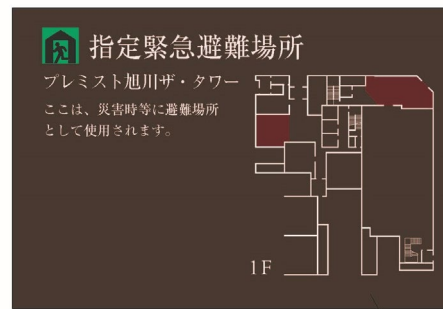 指定緊急避難場所
プレミスト旭川ザ・タワー
ここは、災害時等に避難場所
として使用されます。
1F